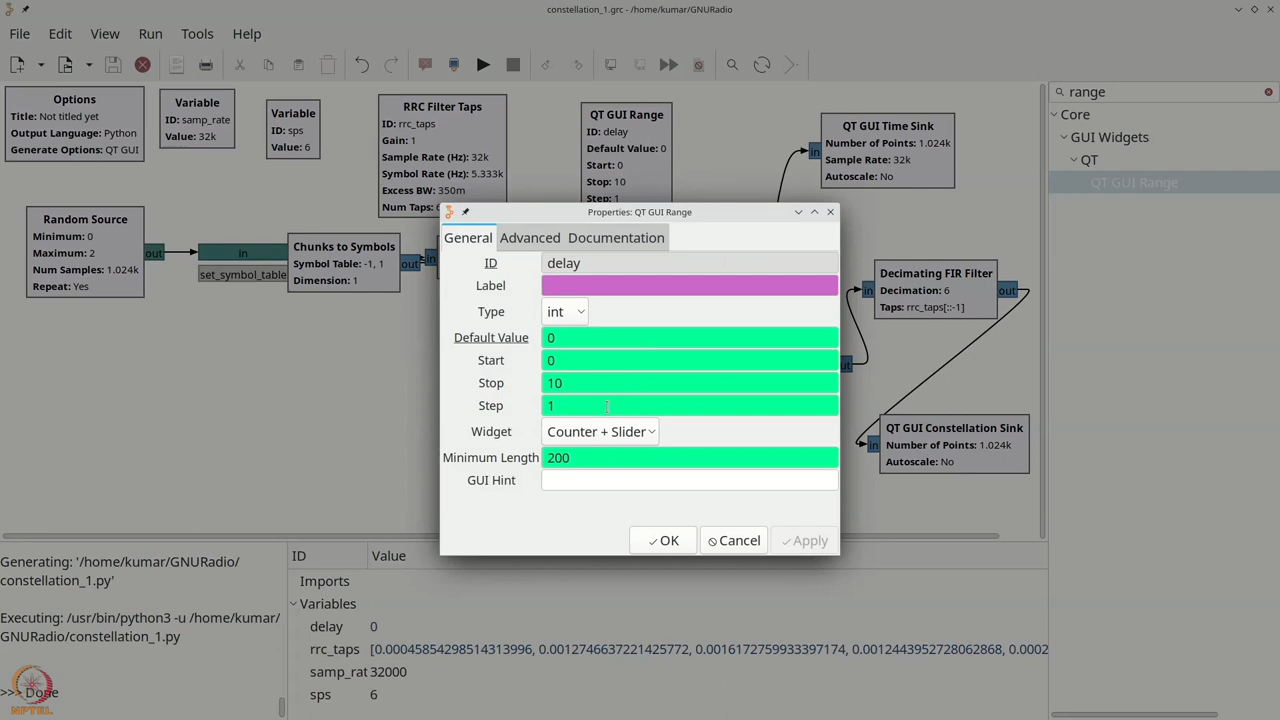 constellation_1.grc - /home/kumar/GNURadio
File Edit View Run Tools Help
Options
Title: Not titled yet
Output Language: Python
Generate Options: QT GUI
Variable
ID: samp_rate
Value: 32k
Variable
ID: sps
Value: 6
RRC Filter Taps
ID: rrc_taps
Gain: 1
Sample Rate (Hz): 32k
Symbol Rate (Hz): 5.333k
Excess BW: 350m
Num Taps:
QT GUI Range
ID: delay
Default Value: 0
Start: 0
Stop: 10
Step: 1
QT GUI Time Sink
Number of Points: 1.024k
Sample Rate: 32k
Autoscale: No
in
range
Core
GUI Widgets
QT
QT GUI Range
Random Source
Minimum: 0
Maximum: 2
Num Samples: 1.024k
Repeat: Yes
out
in
set_symbol_table
Chunks to Symbols
Symbol Table: -1, 1
Dimension: 1
out
in
Properties: QT GUI Range
General Advanced Documentation
ID delay
Label
Type int
Default Value 0
Start 0
Stop 10
Step 1
Widget Counter + Slider
Minimum Length 200
GUI Hint
OK Cancel Apply
Decimating FIR Filter
Decimation: 6
Taps: rrc_taps[::-1]
in
out
out
QT GUI Constellation Sink
Number of Points: 1.024k
Autoscale: No
in
Generating: '/home/kumar/GNURadio/
constellation_1.py'
Executing: /usr/bin/python3 -u /home/kumar/
GNURadio/constellation_1.py
>>> Done
NPTEL
ID Value
Imports
Variables
delay 0
rrc_taps [0.00045854298514313996, 0.0012746637221425772, 0.0016172759933397174, 0.0012443952728062868, 0.0002
samp_rat 32000
sps 6